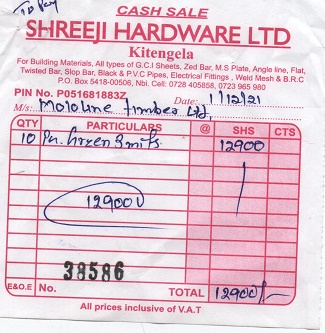 To Pay
CASH SALE
SHREEJI HARDWARE LTD
Kitengela
For Building Materials, All types of G.C.I Sheets, Zed Bar, M.S Plate, Angle line, Flat,
Twisted Bar, Slop Bar, Black & P.V.C Pipes, Electrical Fittings, Weld Mesh & B.R.C
P.O. Box 5418-00506, Nbi. Cell: 0728 405858, 0723 965 980
PIN No. P051681883Z Date: 1/12/21
M/s: Mololine timber Ltd,
QTY PARTICULARS @ SHS CTS
10 Green 12900
12900
38586
E&O.E No. TOTAL 12900/-
All prices inclusive of V.A.T